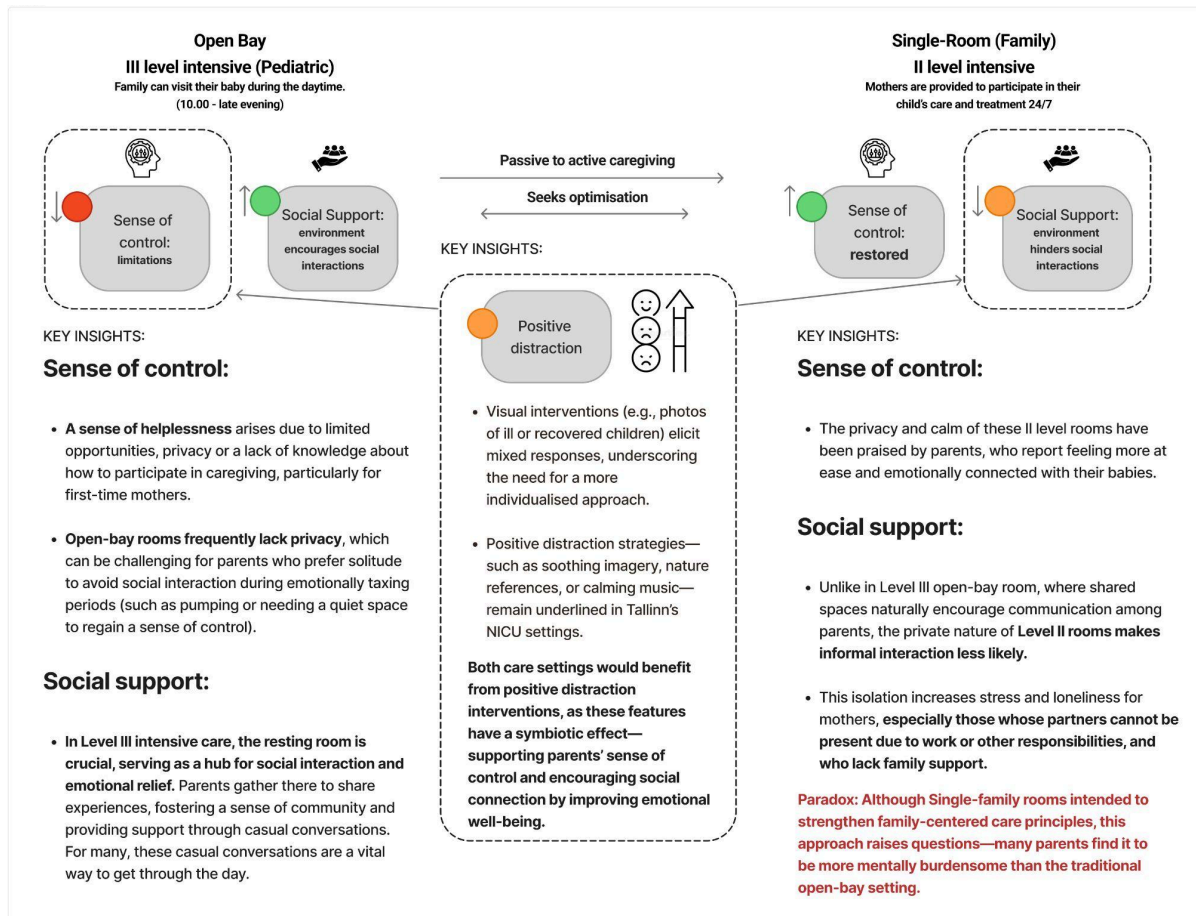 Open Bay
III level intensive (Pediatric)
Family can visit their baby during the daytime.
(10.00 - late evening)
Sense of
control:
limitations
Social Support:
environment
encourages social
interactions
KEY INSIGHTS:
Sense of control:
• A sense of helplessness arises due to limited
opportunities, privacy or a lack of knowledge about
how to participate in caregiving, particularly for
first-time mothers.
• Open-bay rooms frequently lack privacy, which
can be challenging for parents who prefer solitude
to avoid social interaction during emotionally taxing
periods (such as pumping or needing a quiet space
to regain a sense of control).
Social support:
• In Level III intensive care, the resting room is
crucial, serving as a hub for social interaction and
emotional relief. Parents gather there to share
experiences, fostering a sense of community and
providing support through casual conversations.
For many, these casual conversations are a vital
way to get through the day.
Passive to active caregiving
Seeks optimisation
KEY INSIGHTS:
Positive
distraction
• Visual interventions (e.g., photos
of ill or recovered children) elicit
mixed responses, underscoring
the need for a more
individualised approach.
• Positive distraction strategies—
such as soothing imagery, nature
references, or calming music—
remain underlined in Tallinn's
NICU settings.
Both care settings would benefit
from positive distraction
interventions, as these features
have a symbiotic effect—
supporting parents' sense of
control and encouraging social
connection by improving emotional
well-being.
Single-Room (Family)
II level intensive
Mothers are provided to participate in their
child's care and treatment 24/7
Sense of
control:
restored
Social Support:
environment
hinders social
interactions
KEY INSIGHTS:
Sense of control:
• The privacy and calm of these II level rooms have
been praised by parents, who report feeling more at
ease and emotionally connected with their babies.
Social support:
• Unlike in Level III open-bay room, where shared
spaces naturally encourage communication among
parents, the private nature of Level II rooms makes
informal interaction less likely.
• This isolation increases stress and loneliness for
mothers, especially those whose partners cannot be
present due to work or other responsibilities, and
who lack family support.
Paradox: Although Single-family rooms intended to
strengthen family-centered care principles, this
approach raises questions—many parents find it to
be more mentally burdensome than the traditional
open-bay setting.